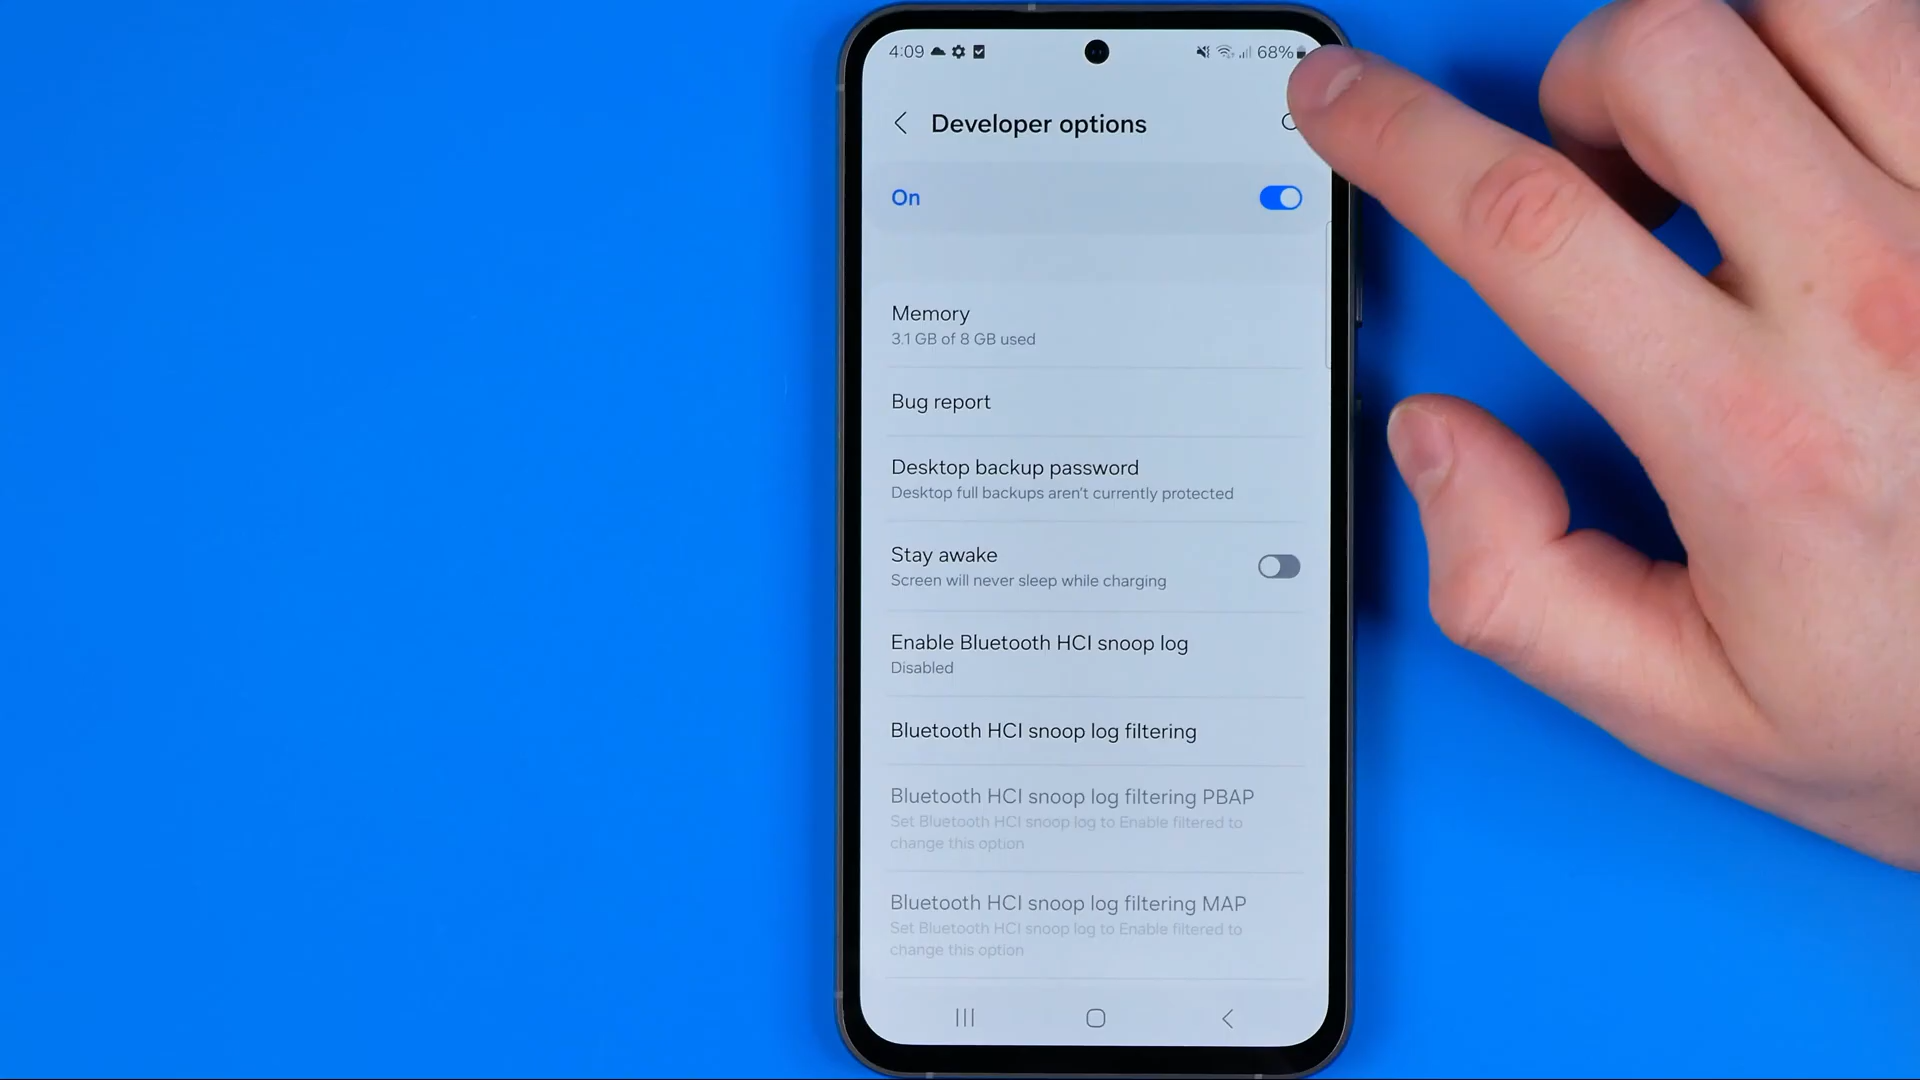 4:09
68%
Developer options
On
Memory
3.1 GB of 8 GB used
Bug report
Desktop backup password
Desktop full backups aren't currently protected
Stay awake
Screen will never sleep while charging
Enable Bluetooth HCI snoop log
Disabled
Bluetooth HCI snoop log filtering
Bluetooth HCI snoop log filtering PBAP
Set Bluetooth HCI snoop log to Enable filtered to
change this option
Bluetooth HCI snoop log filtering MAP
Set Bluetooth HCI snoop log to Enable filtered to
change this option